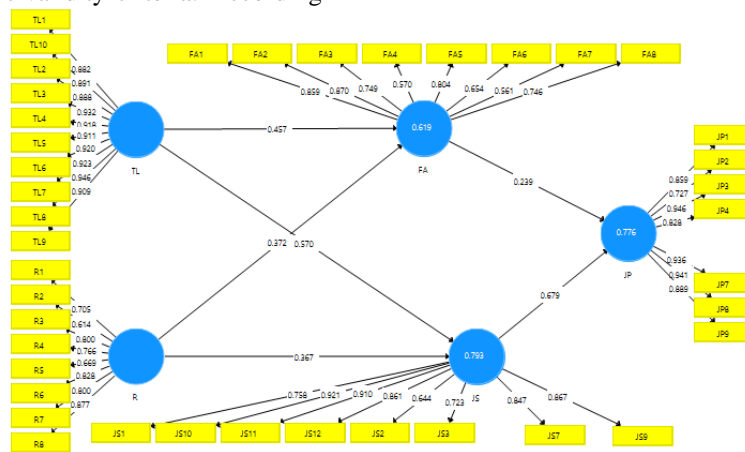 TL1
TL10
TL2
TL3
TL4
TL5
TL6
TL7
TL8
TL9
0.882
0.891
0.888
0.932
0.911
0.920
0.923
0.946
0.909
TL
FA1
FA2
FA3
FA4
FA5
FA6
FA7
FA8
0.859
0.870
0.749
0.570
0.804
0.654
0.561
0.746
0.619
FA
0.457
0.239
0.372
0.570
0.679
0.367
JP1
JP2
JP3
JP4
JP7
JP8
JP9
0.859
0.727
0.946
0.828
0.936
0.941
0.889
0.776
JP
R1
R2
R3
R4
R5
R6
R7
R8
0.705
0.614
0.800
0.766
0.669
0.828
0.800
0.877
R
0.793
JS
0.758
0.921
0.910
0.861
0.644
0.723
0.847
0.867
JS1
JS10
JS11
JS12
JS2
JS3
JS7
JS9